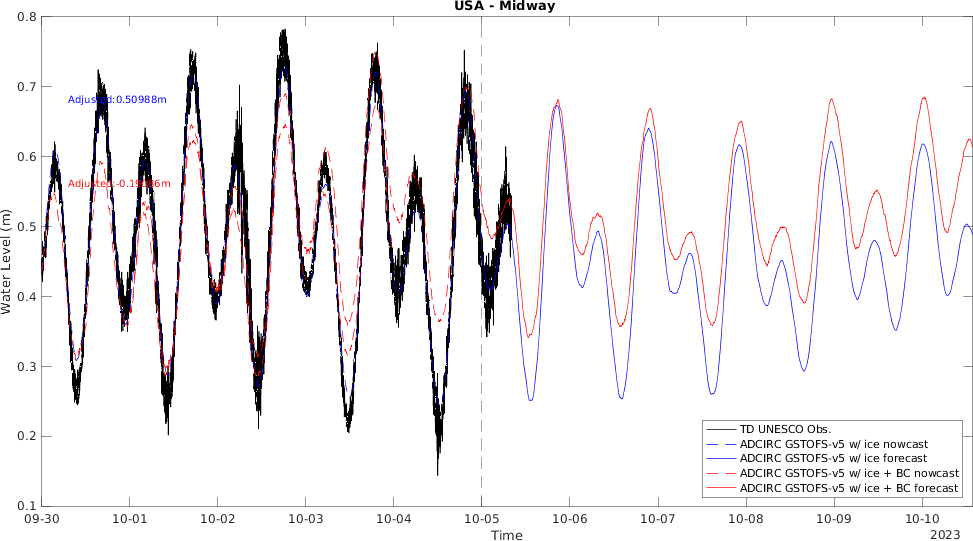 USA - Midway
0.8
0.7
0.6
0.5
0.4
0.3
0.2
0.1
Water Level (m)
Adjusted:0.50988m
09-30
10-01
10-02
10-03
10-04
10-05
10-06
10-07
10-08
10-09
10-10
Time
2023
TD UNESCO Obs.
ADCIRC GSTOFS-v5 w/ ice nowcast
ADCIRC GSTOFS-v5 w/ ice forecast
ADCIRC GSTOFS-v5 w/ ice + BC nowcast
ADCIRC GSTOFS-v5 w/ ice + BC forecast